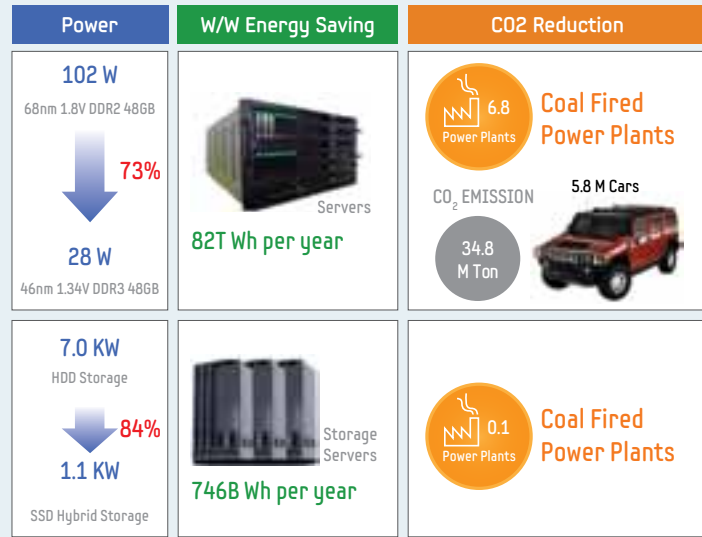 Power
W/W Energy Saving
CO2 Reduction
102 W
68nm 1.8V DDR2 48GB
73%
28 W
46nm 1.34V DDR3 48GB
Servers
82T Wh per year
6.8
Power Plants
Coal Fired
Power Plants
CO₂ EMISSION
34.8
M Ton
5.8 M Cars
7.0 KW
HDD Storage
84%
1.1 KW
SSD Hybrid Storage
Storage
Servers
746B Wh per year
0.1
Power Plants
Coal Fired
Power Plants